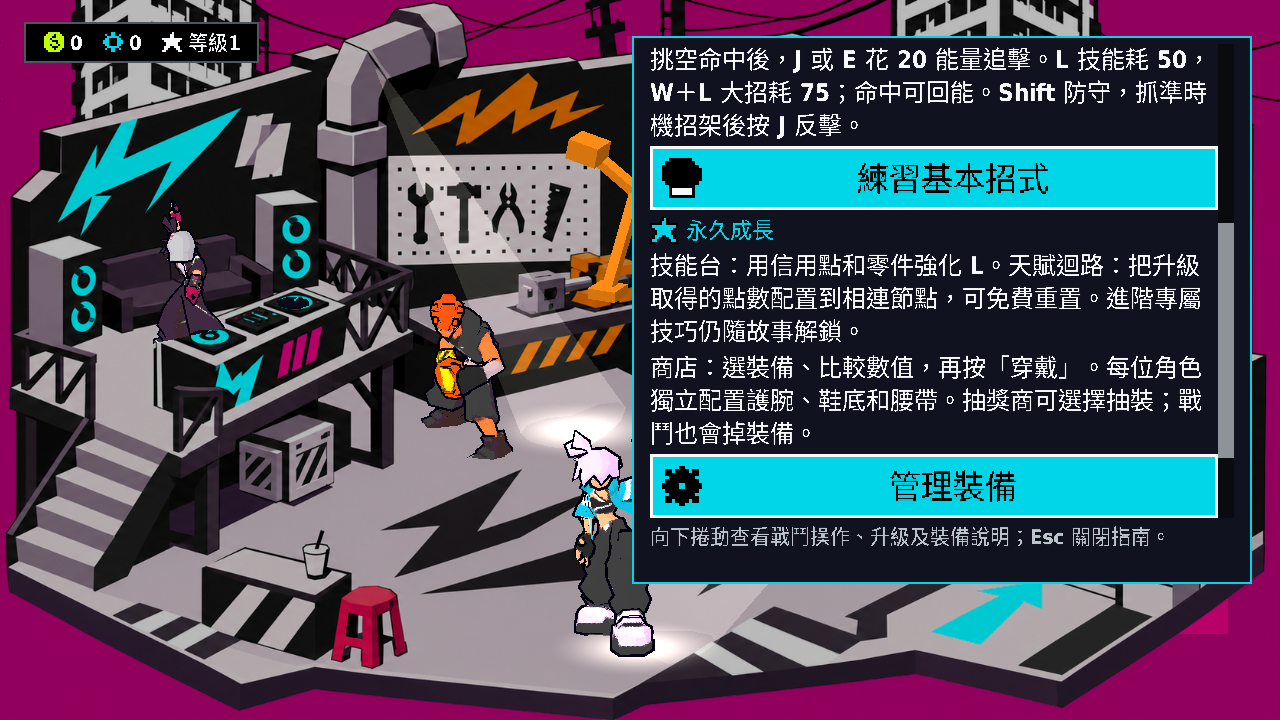 0 0 等級1
挑空命中後，J 或 E 花 20 能量追擊。L 技能耗 50，
W＋L 大招耗 75；命中可回能。Shift 防守，抓準時
機招架後按 J 反擊。
練習基本招式
永久成長
技能台：用信用點和零件強化 L。天賦迴路：把升級
取得的點數配置到相連節點，可免費重置。進階專屬
技巧仍隨故事解鎖。
商店：選裝備、比較數值，再按「穿戴」。每位角色
獨立配置護腕、鞋底和腰帶。抽獎商可選擇抽裝；戰
鬥也會掉裝備。
管理裝備
向下捲動查看戰鬥操作、升級及裝備說明；Esc 關閉指南。